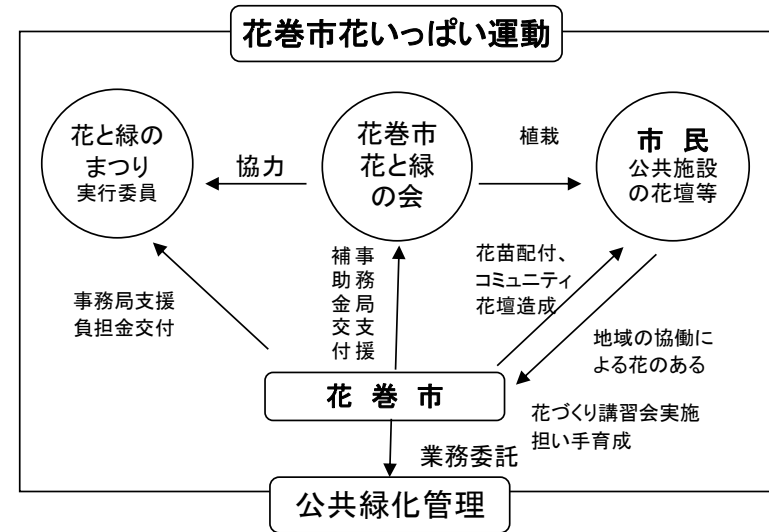 花巻市花いっぱい運動
花と緑の
まつり
実行委員
協力
花巻市
花と緑
の会
植栽
市 民
公共施設
の花壇等
事務局支援
負担金交付
事務局支援
補助金交付
花苗配付、
コミュニティ
花壇造成
地域の協働に
よる花のある
花づくり講習会実施
担い手育成
花 巻 市
業務委託
公共緑化管理